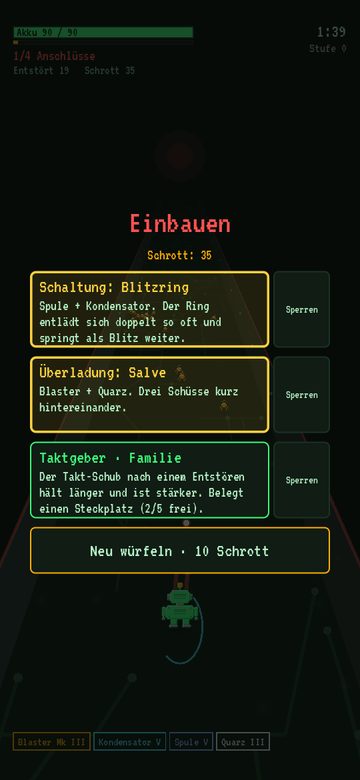 Akku 90 / 90
1:39
1/4 Anschlüsse
Stufe 0
Entstört 19 Schrott 35
Einbauen
Schrott: 35
Schaltung: Blitzring
Spule + Kondensator. Der Ring
entlädt sich doppelt so oft und
springt als Blitz weiter.
Sperren
Überladung: Salve
Blaster + Quarz. Drei Schüsse kurz
hintereinander.
Sperren
Taktgeber · Familie
Der Takt-Schub nach einem Entstören
hält länger und ist stärker. Belegt
einen Steckplatz (2/5 frei).
Sperren
Neu würfeln · 10 Schrott
Blaster Mk III Kondensator V Spule V Quarz III